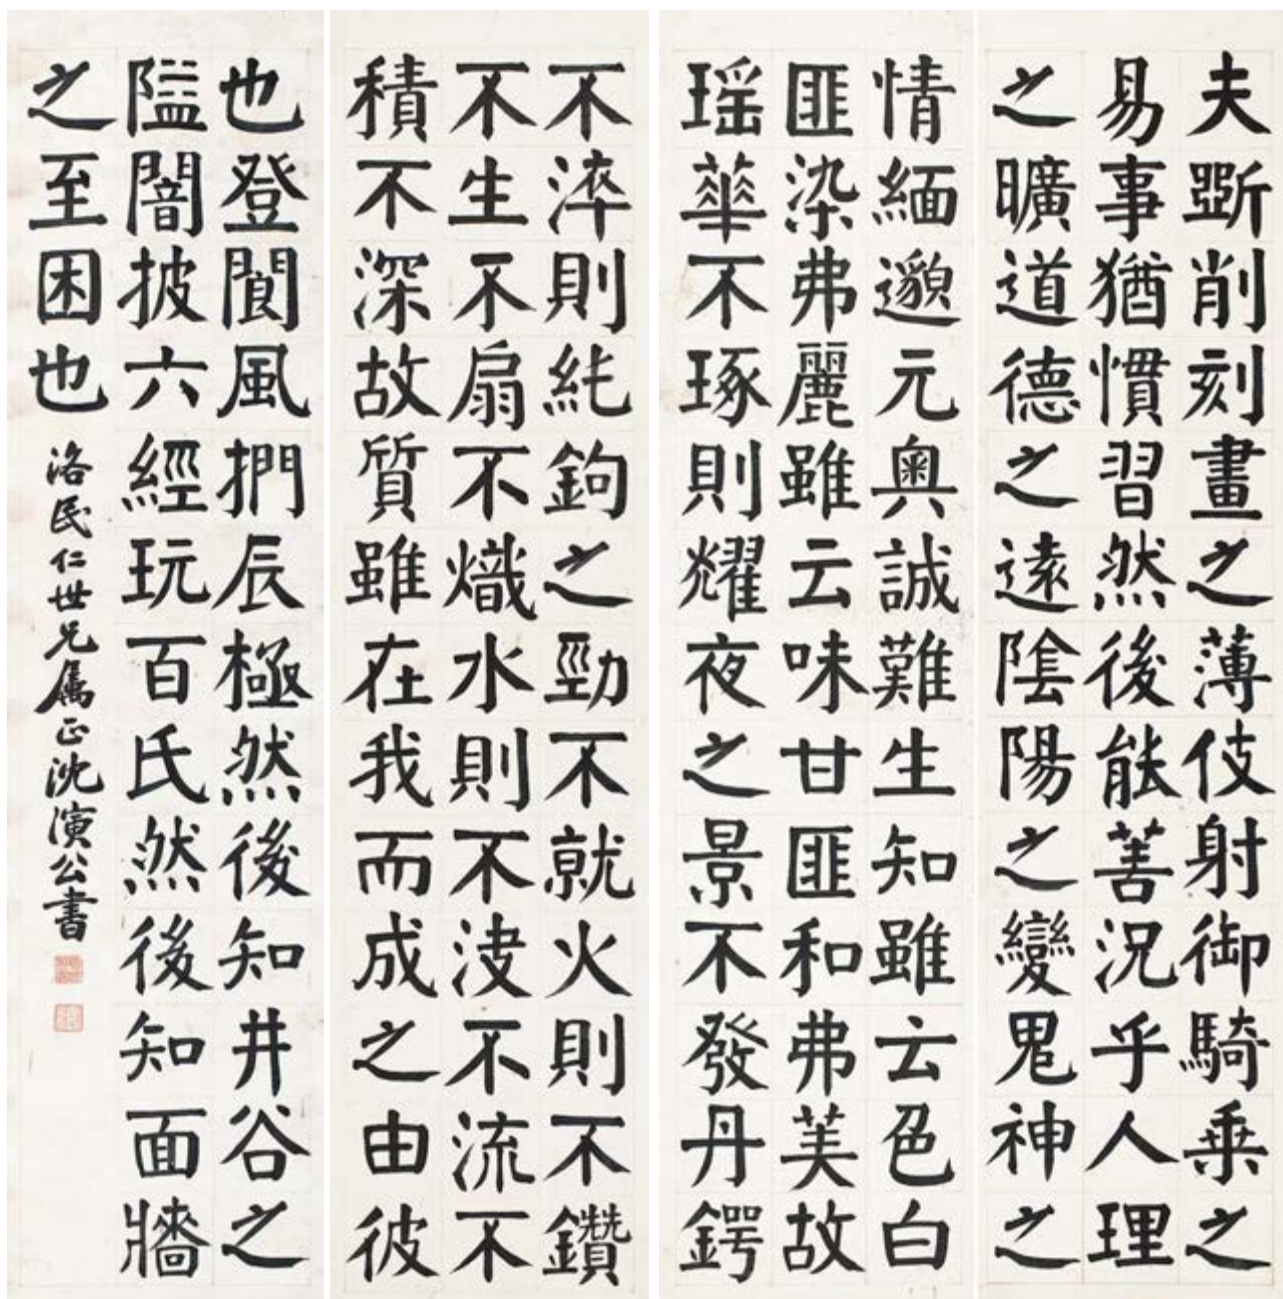 夫斲削刻畫之薄伎射御騎乗之
易事猶慣習然後能善況乎人理
之曠道德之遠陰陽之變鬼神之
情緬邈元奥誠難生知雖云色白
匪染弗麗雖云味甘匪和弗美故
瑶華不琢則耀夜之景不發丹鍔
不淬則純鉤之勁不就火則不鑽
不生不扇不熾水則不浚不流不
積不深故質雖在我而成之由彼
也登閬風捫辰極然後知井谷之
隘闇披六經玩百氏然後知面牆
之至困也
洛民仁世兄属正沈演公書